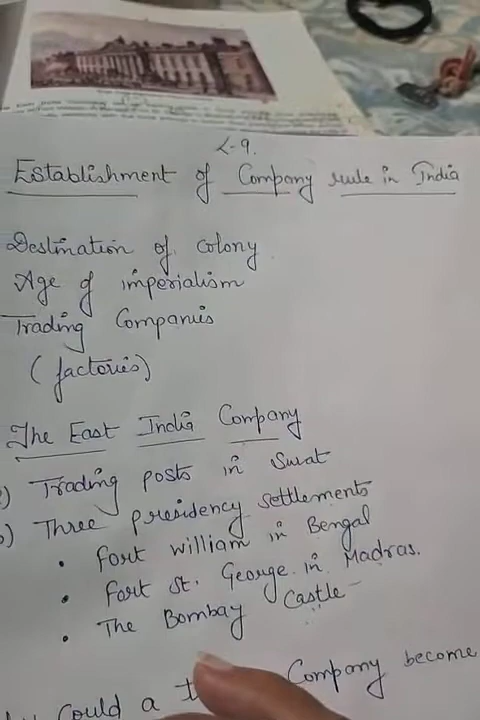 L-9.
Establishment of Company rule in India
Destination of Colony
Age of imperialism
Trading Companies
(factories)
The East India Company
) Trading posts in Surat
) Three presidency settlements
• Fort William in Bengal
• Fort St. George in Madras.
• The Bombay Castle
could a Company become